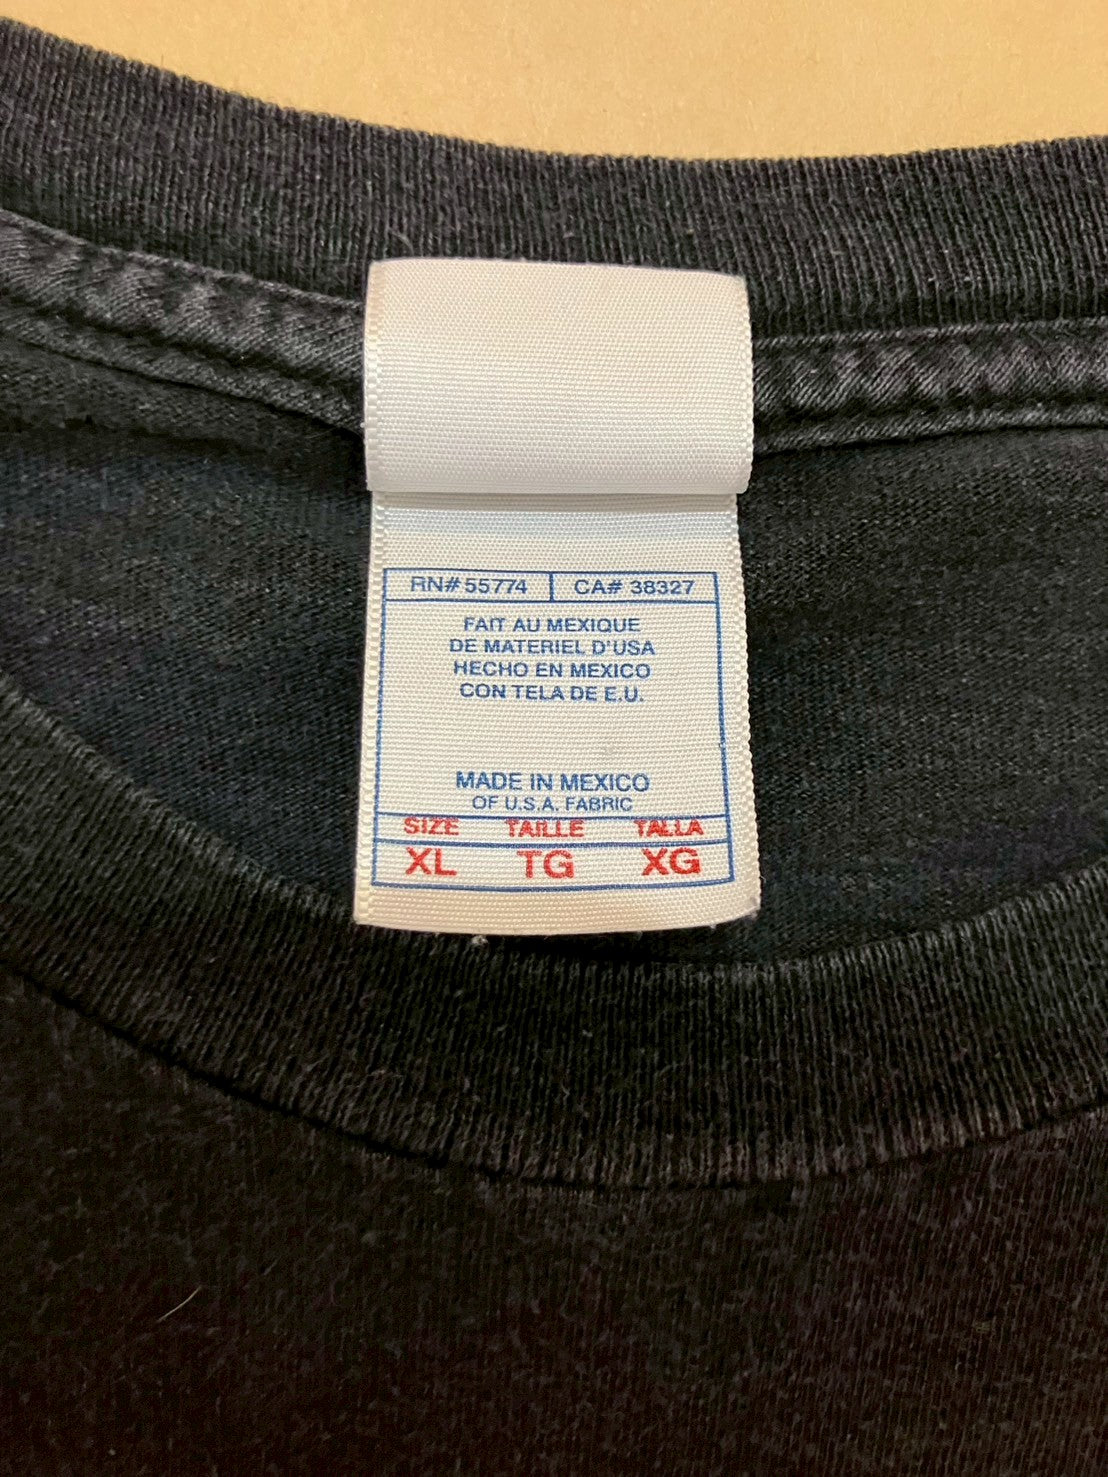 RN# 55774 CA# 38327
FAIT AU MEXIQUE
DE MATERIEL D'USA
HECHO EN MEXICO
CON TELA DE E.U.
MADE IN MEXICO
OF U.S.A. FABRIC
SIZE TAILLE TALLA
XL TG XG